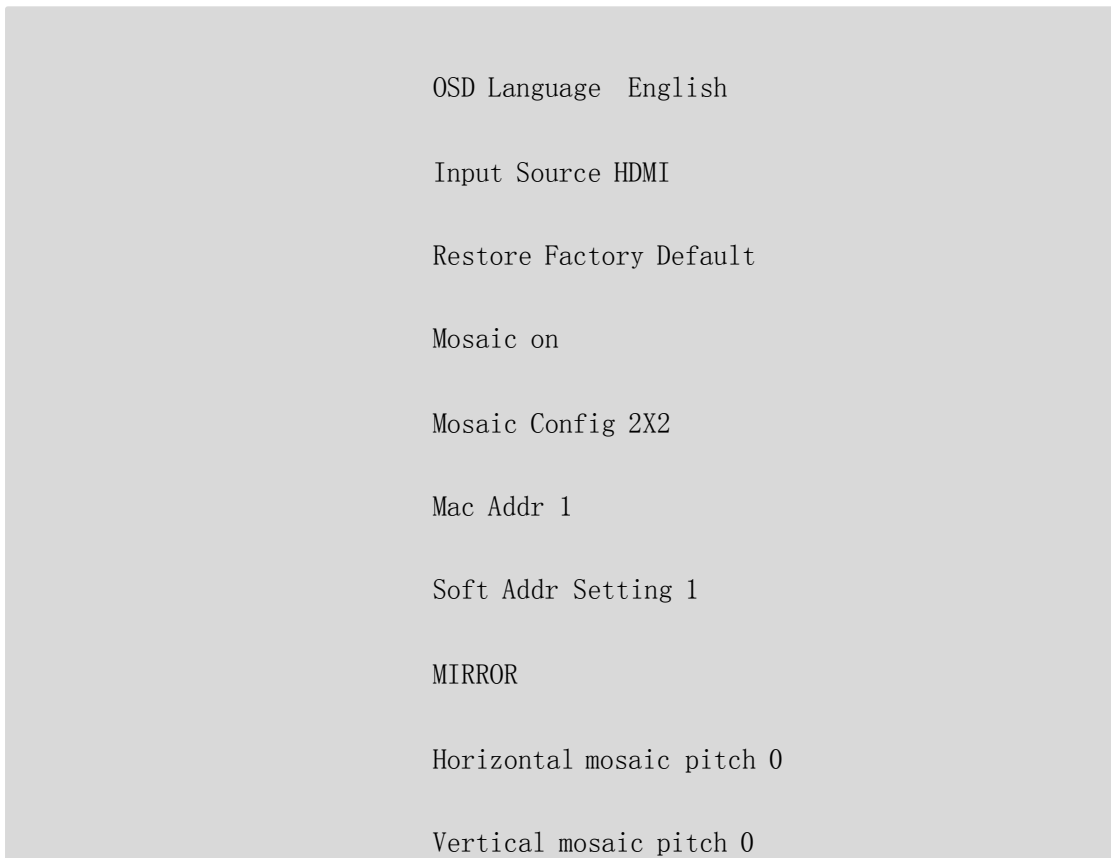 OSD Language  English
Input Source HDMI
Restore Factory Default
Mosaic on
Mosaic Config 2X2
Mac Addr 1
Soft Addr Setting 1
MIRROR
Horizontal mosaic pitch 0
Vertical mosaic pitch 0